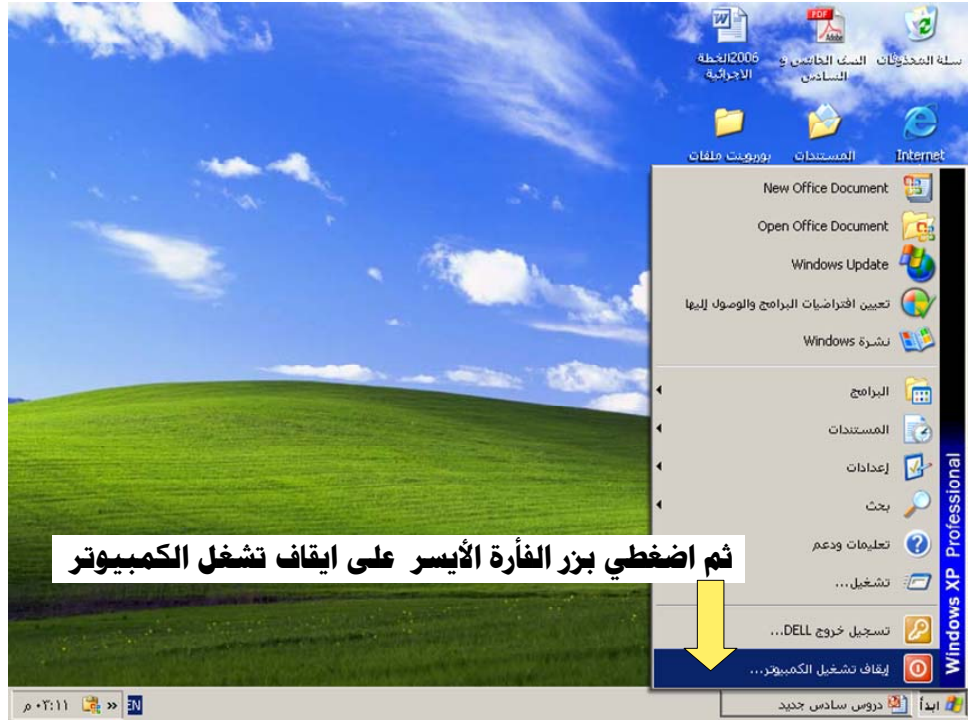 سلة المحذوفات
الصف الخامس و السادس
2006الخطة الاجرائية
Internet
المستندات
بوربوينت ملفات
New Office Document
Open Office Document
Windows Update
تعيين افتراضيات البرامج والوصول إليها
نشرة Windows
البرامج
المستندات
إعدادات
بحث
تعليمات ودعم
تشغيل...
تسجيل خروج DELL...
إيقاف تشغيل الكمبيوتر...
Windows XP Professional
ثم اضغطي بزر الفأرة الأيسر على ايقاف تشغل الكمبيوتر
ابدأ
دروس سادس جديد
EN
»
٠٣:١١ م
PDF
Adobe